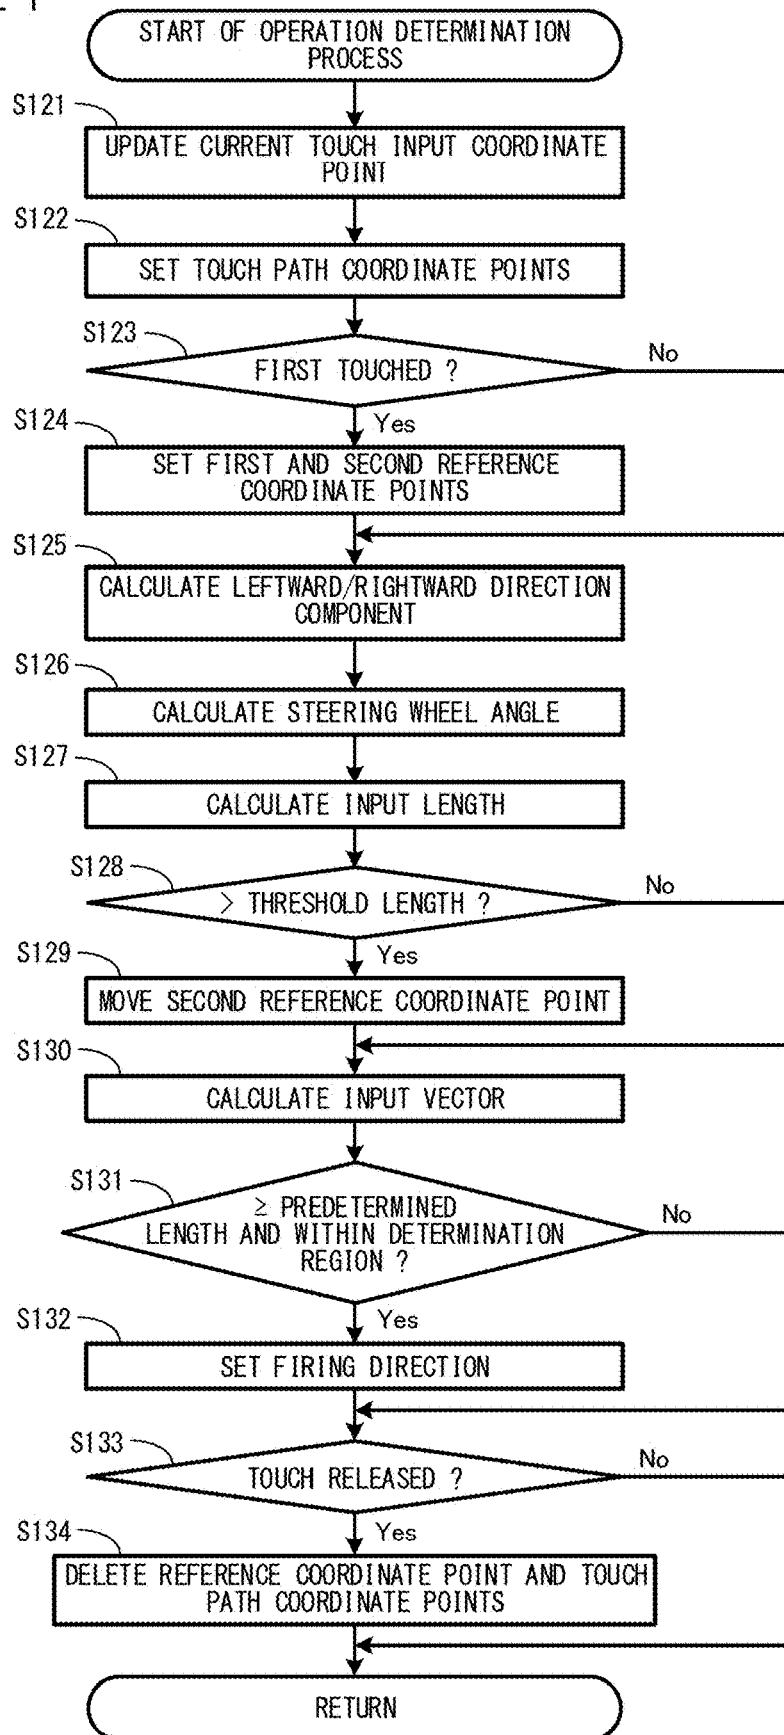 START OF OPERATION DETERMINATION
PROCESS
S121
UPDATE CURRENT TOUCH INPUT COORDINATE
POINT
S122
SET TOUCH PATH COORDINATE POINTS
S123
FIRST TOUCHED ?
No
Yes
S124
SET FIRST AND SECOND REFERENCE
COORDINATE POINTS
S125
CALCULATE LEFTWARD/RIGHTWARD DIRECTION
COMPONENT
S126
CALCULATE STEERING WHEEL ANGLE
S127
CALCULATE INPUT LENGTH
S128
> THRESHOLD LENGTH ?
No
Yes
S129
MOVE SECOND REFERENCE COORDINATE POINT
S130
CALCULATE INPUT VECTOR
S131
≥ PREDETERMINED
LENGTH AND WITHIN DETERMINATION
REGION ?
No
Yes
S132
SET FIRING DIRECTION
S133
TOUCH RELEASED ?
No
Yes
S134
DELETE REFERENCE COORDINATE POINT AND TOUCH
PATH COORDINATE POINTS
RETURN